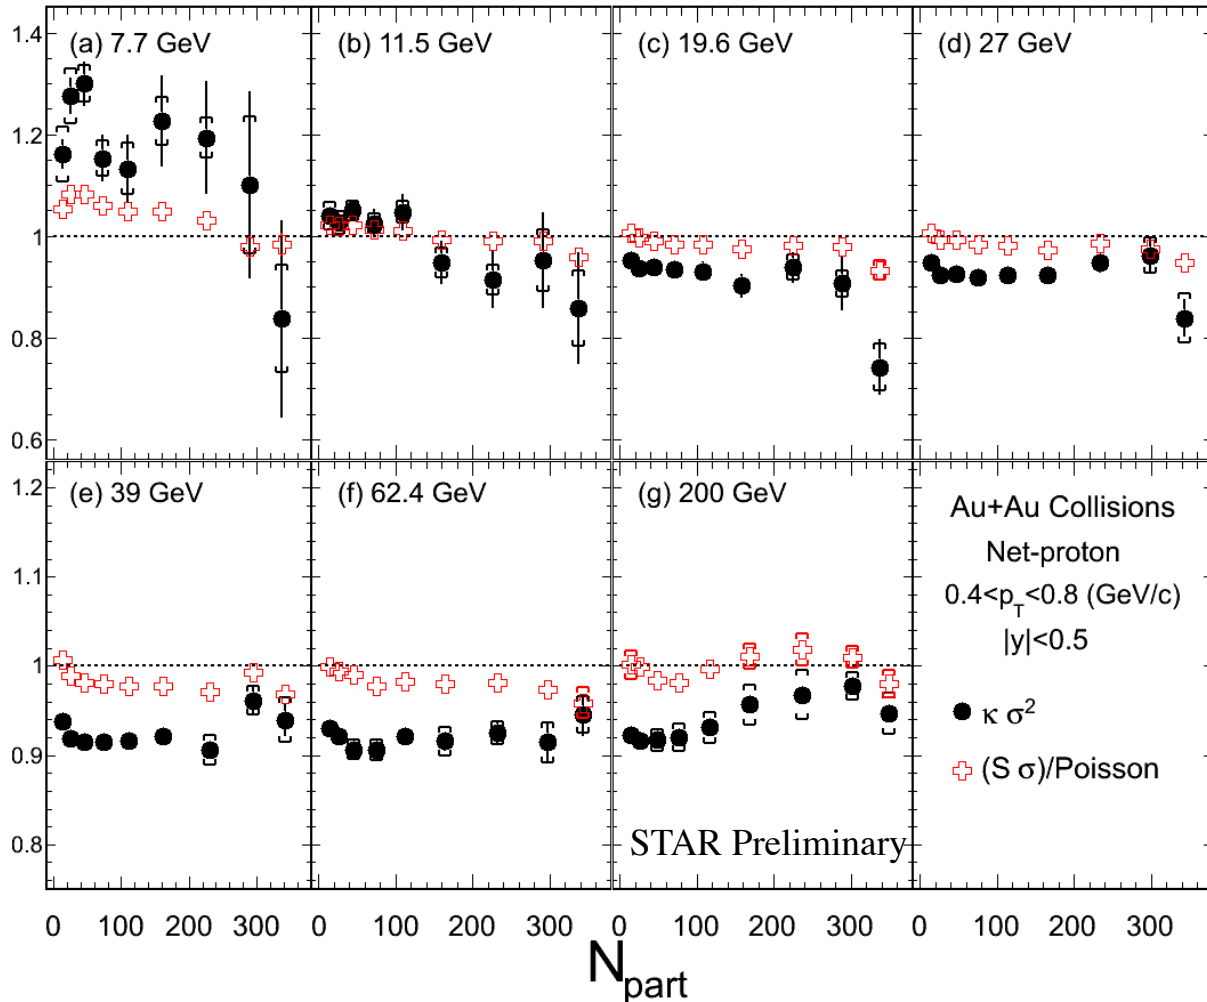 1.4
1.2
1
0.8
0.6
(a) 7.7 GeV
(b) 11.5 GeV
(c) 19.6 GeV
(d) 27 GeV
1.2
1.1
1
0.9
0.8
(e) 39 GeV
(f) 62.4 GeV
(g) 200 GeV
Au+Au Collisions
Net-proton
0.4<p_T<0.8 (GeV/c)
|y|<0.5
κ σ²
(S σ)/Poisson
STAR Preliminary
0 100 200 300 0 100 200 300 0 100 200 300 0 100 200 300
N_part